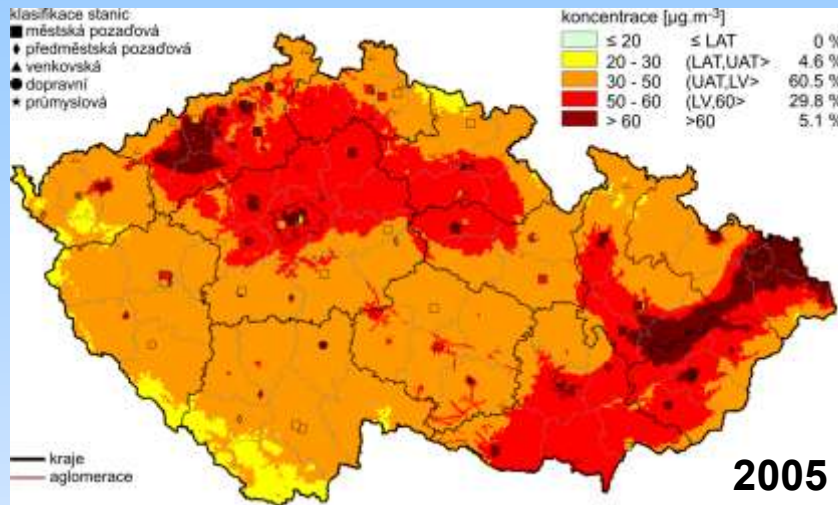 klasifikace stanic
městská pozaďová
předměstská pozaďová
venkovská
dopravní
průmyslová
koncentrace [µg.m-3]
≤ 20 ≤ LAT 0 %
20 - 30 (LAT,UAT> 4.6 %
30 - 50 (UAT,LV> 60.5 %
50 - 60 (LV,60> 29.8 %
> 60 >60 5.1 %
kraje
aglomerace
2005